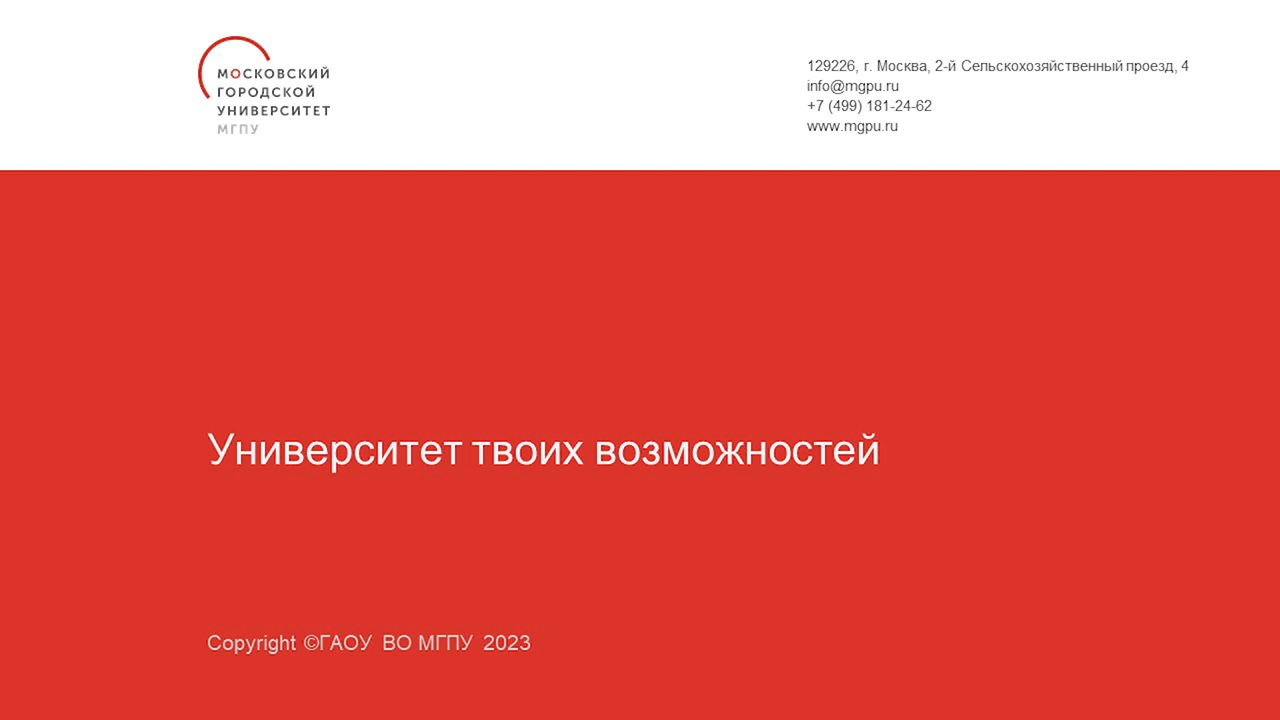 МОСКОВСКИЙ
ГОРОДСКОЙ
УНИВЕРСИТЕТ
МГПУ
129226, г. Москва, 2-й Сельскохозяйственный проезд, 4
info@mgpu.ru
+7 (499) 181-24-62
www.mgpu.ru
Университет твоих возможностей
Copyright ©ГАОУ ВО МГПУ 2023